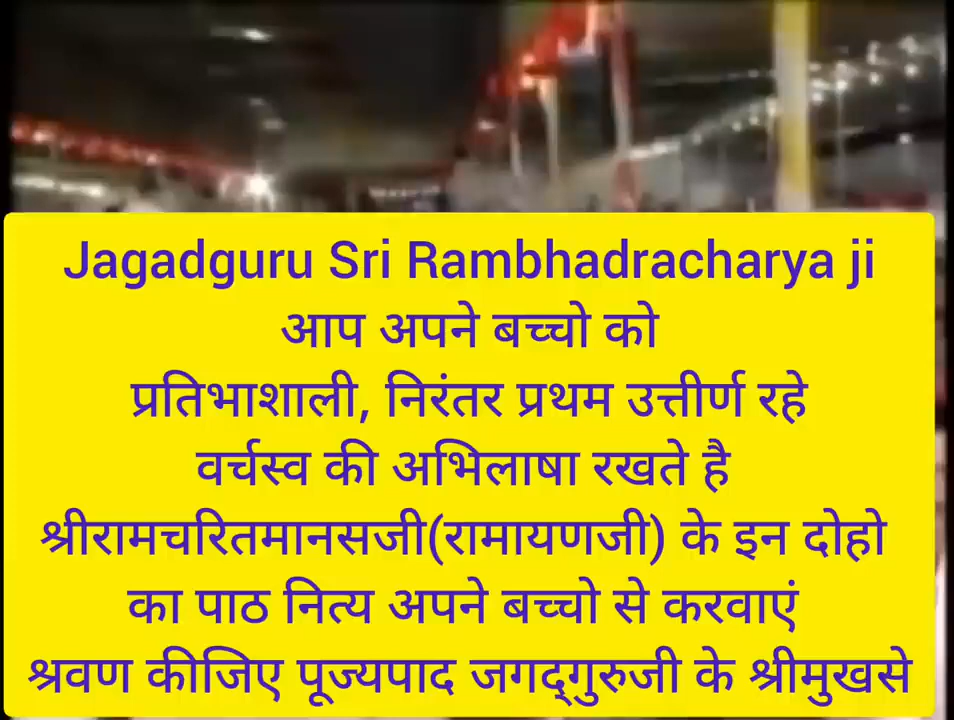 Jagadguru Sri Rambhadracharya ji
आप अपने बच्चो को
प्रतिभाशाली, निरंतर प्रथम उत्तीर्ण रहे
वर्चस्व की अभिलाषा रखते है
श्रीरामचरितमानसजी(रामायणजी) के इन दोहो
का पाठ नित्य अपने बच्चो से करवाएं
श्रवण कीजिए पूज्यपाद जगद्गुरुजी के श्रीमुखसे